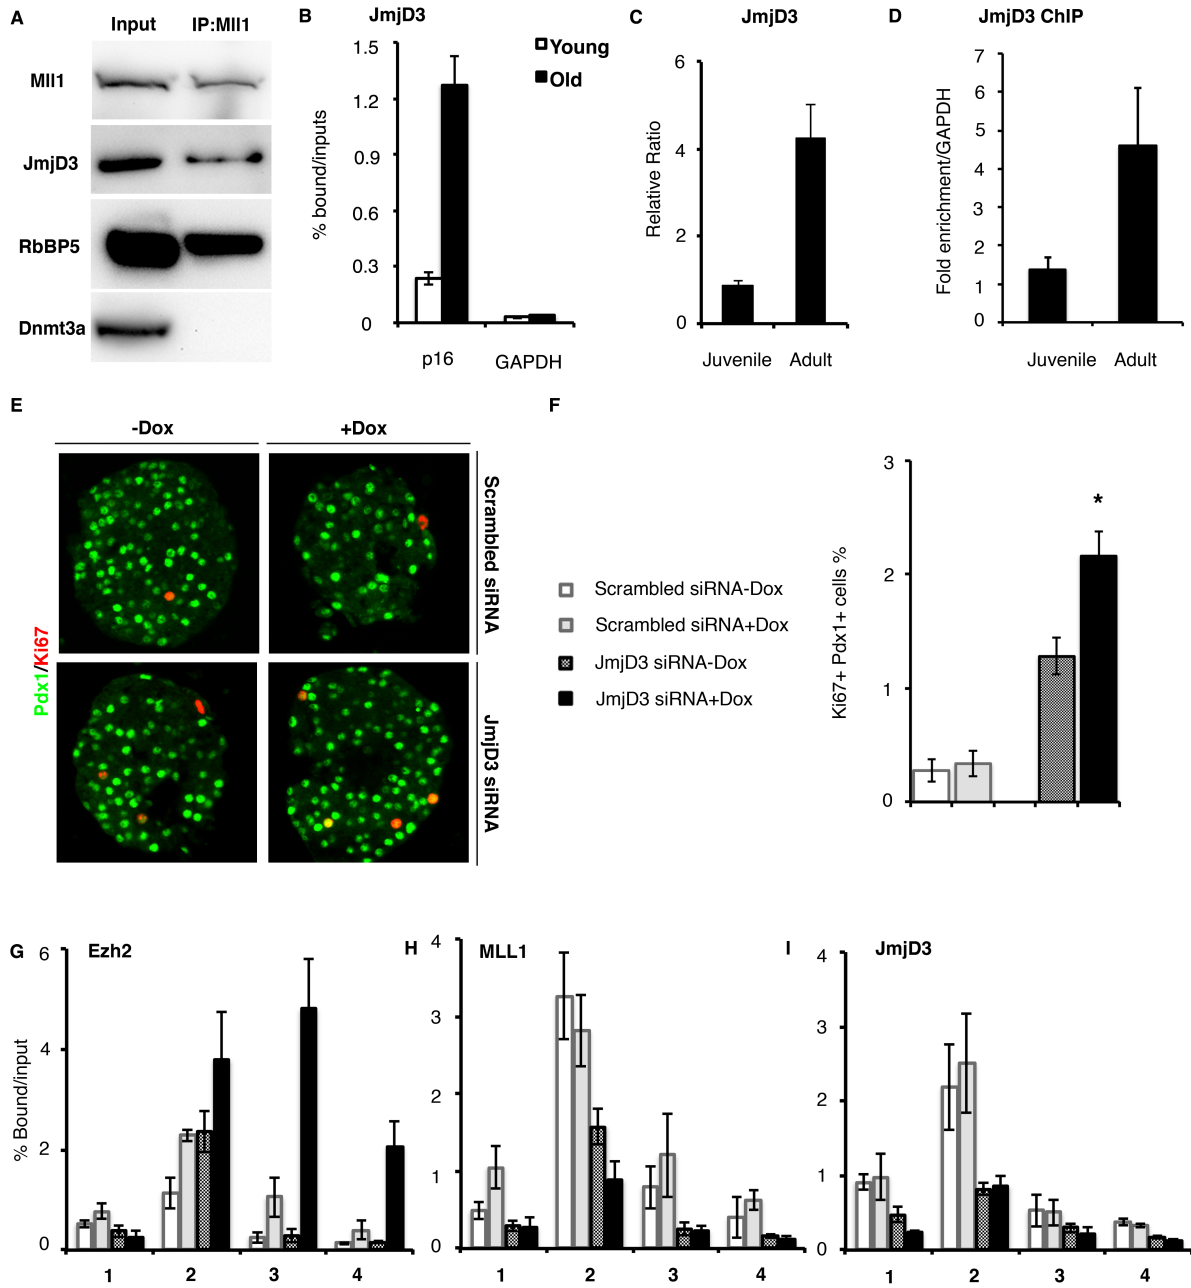 A
Input IP:Mll1
Mll1
JmjD3
RbBP5
Dnmt3a
B JmjD3
1.5
1.2
0.9
0.6
0.3
0
% bound/inputs
Young
Old
p16 GAPDH
C JmjD3
6
4
2
0
Relative Ratio
Juvenile Adult
D JmjD3 ChIP
7
6
5
4
3
2
1
0
Fold enrichment/GAPDH
Juvenile Adult
E
-Dox +Dox
Pdx1/Ki67
Scrambled siRNA
JmjD3 siRNA
F
Scrambled siRNA-Dox
Scrambled siRNA+Dox
JmjD3 siRNA-Dox
JmjD3 siRNA+Dox
3
2
1
0
Ki67+ Pdx1+ cells %
*
G Ezh2
6
4
2
0
% Bound/input
1 2 3 4
H MLL1
4
3
2
1
0
1 2 3 4
I JmjD3
4
3
2
1
0
1 2 3 4